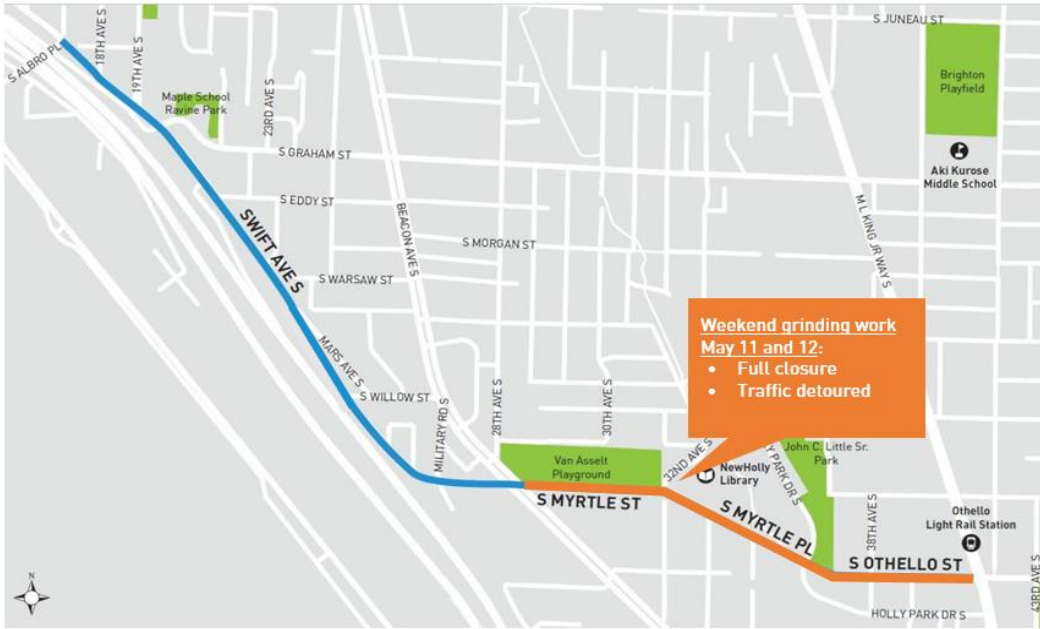 S JUNEAU ST
S ALBRO PL
18TH AVE S
19TH AVE S
Brighton
Playfield
Maple School
Ravine Park
23RD AVE S
S GRAHAM ST
Aki Kurose
Middle School
S EDDY ST
SWIFT AVE S
BEACON AVE S
M L KING JR WAY S
S MORGAN ST
S WARSAW ST
Weekend grinding work
May 11 and 12:
• Full closure
• Traffic detoured
MARS AVE S
S WILLOW ST
MILITARY RD S
28TH AVE S
30TH AVE S
32ND AVE S
Y PARK DR S
John C. Little Sr.
Park
Van Asselt
Playground
NewHolly
Library
S MYRTLE ST
S MYRTLE PL
38TH AVE S
Othello
Light Rail Station
S OTHELLO ST
43RD AVE S
HOLLY PARK DR S
N